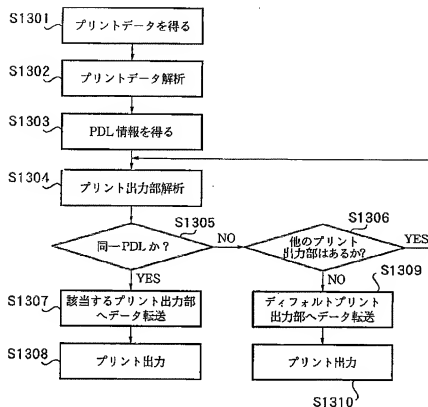 S1301
プリントデータを得る
S1302
プリントデータ解析
S1303
PDL情報を得る
S1304
プリント出力部解析
S1305
同一PDLか?
NO
YES
S1306
他のプリント
出力部はあるか?
YES
NO
S1307
該当するプリント出力部
へデータ転送
S1309
ディフォルトプリント
出力部へデータ転送
S1308
プリント出力
プリント出力
S1310